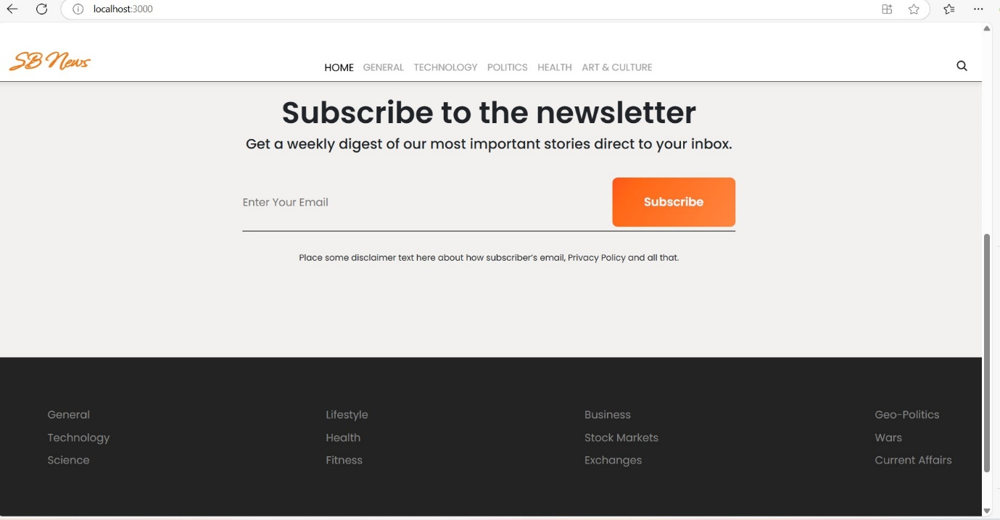 localhost:3000
SB News
HOME GENERAL TECHNOLOGY POLITICS HEALTH ART & CULTURE
Subscribe to the newsletter
Get a weekly digest of our most important stories direct to your inbox.
Enter Your Email
Subscribe
Place some disclaimer text here about how subscriber’s email, Privacy Policy and all that.
General Lifestyle Business Geo-Politics
Technology Health Stock Markets Wars
Science Fitness Exchanges Current Affairs